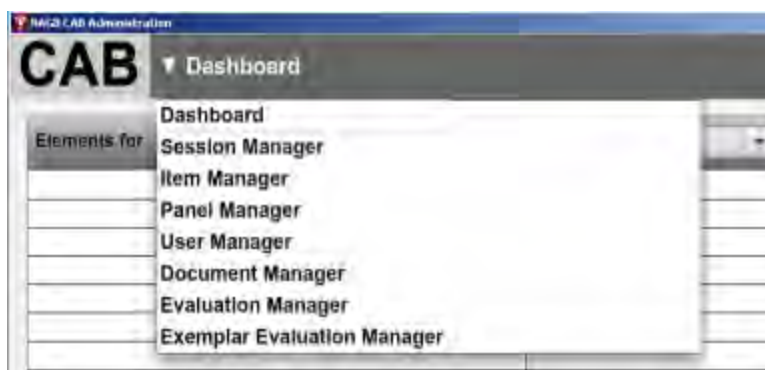 NAGB CAB Administration
CAB
▼ Dashboard
Dashboard
Elements for
Session Manager
Item Manager
Panel Manager
User Manager
Document Manager
Evaluation Manager
Exemplar Evaluation Manager